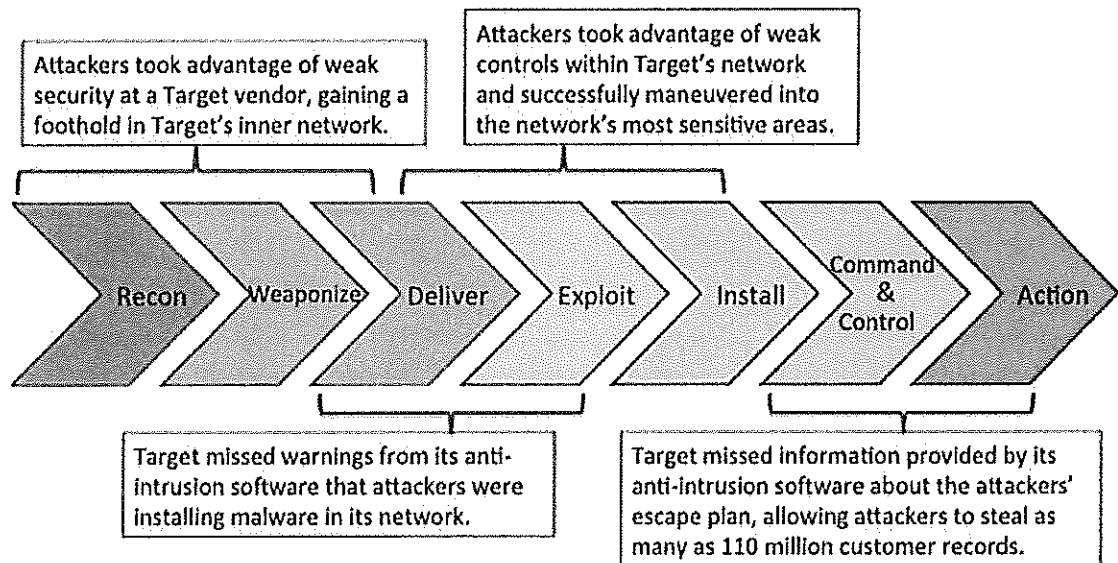 Attackers took advantage of weak
security at a Target vendor, gaining a
foothold in Target's inner network.
Attackers took advantage of weak
controls within Target's network
and successfully maneuvered into
the network's most sensitive areas.
Recon
Weaponize
Deliver
Exploit
Install
Command
&
Control
Action
Target missed warnings from its anti-
intrusion software that attackers were
installing malware in its network.
Target missed information provided by its
anti-intrusion software about the attackers'
escape plan, allowing attackers to steal as
many as 110 million customer records.